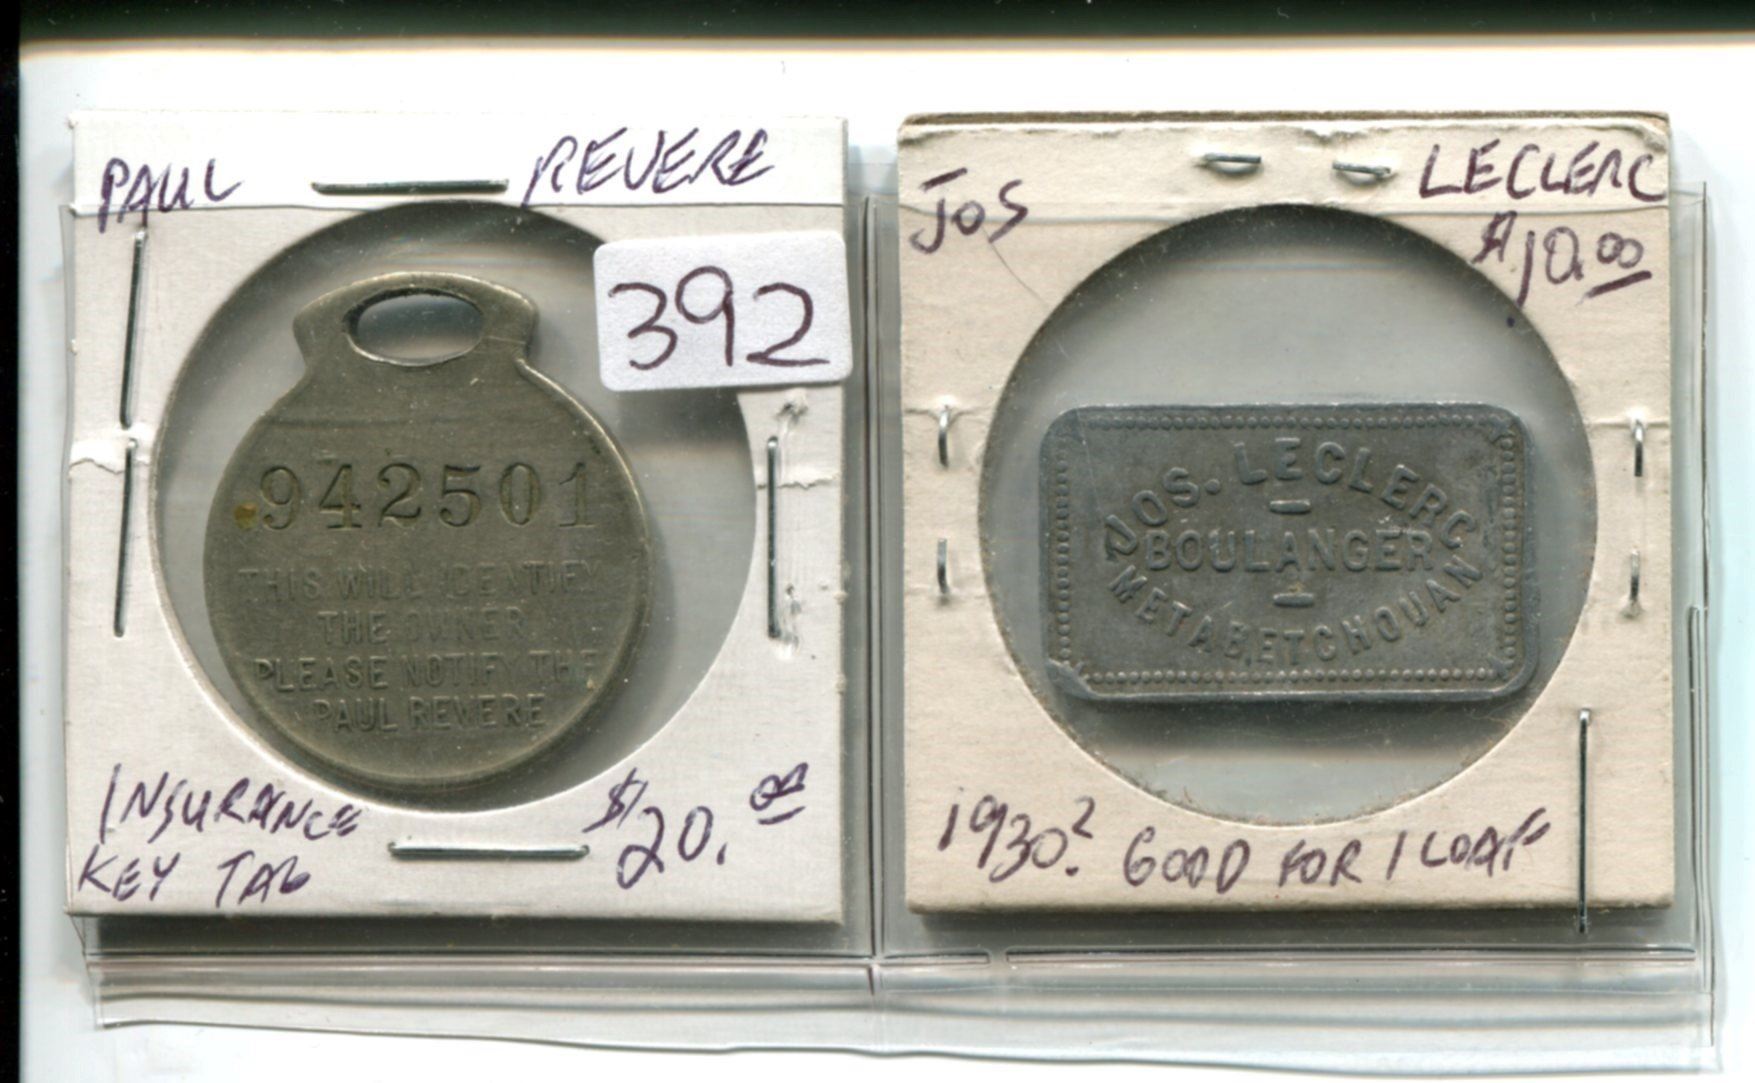 PAUL REVERE
392
942501
THIS WILL IDENTIFY
THE OWNER
PLEASE NOTIFY THE
PAUL REVERE
INSURANCE
KEY TAG
$20.00
JOS LECLERC
$10.00
JOS. LECLERC
BOULANGER
METABETCHOUAN
1930? GOOD FOR 1 LOAF